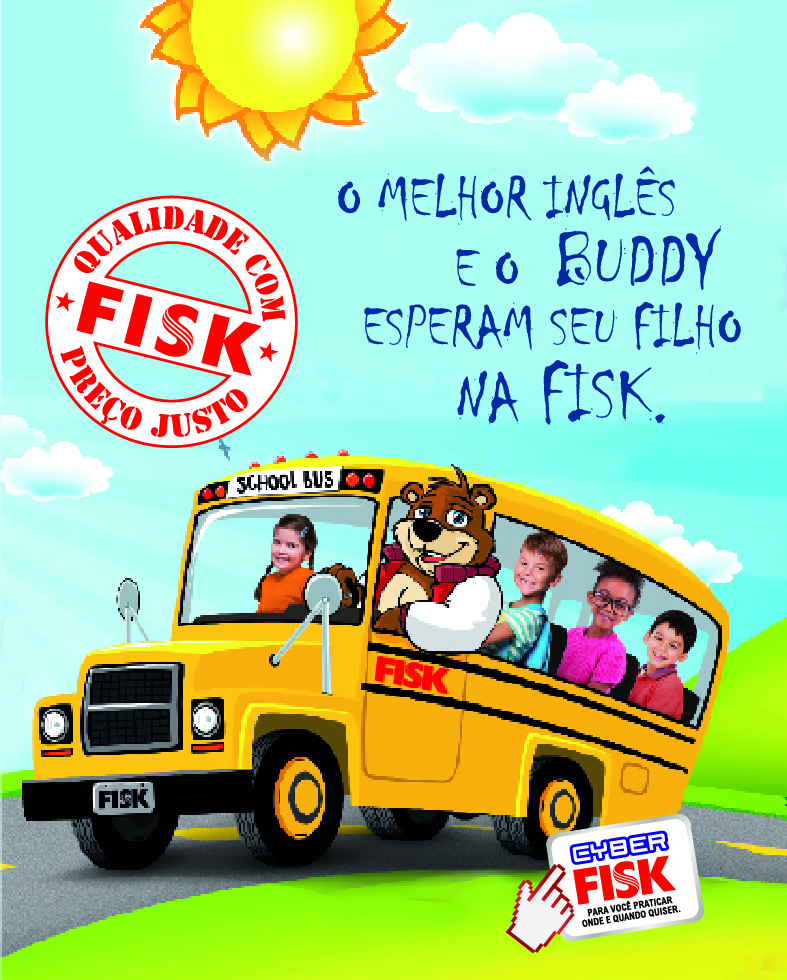 O MELHOR INGLÊS
E O BUDDY
ESPERAM SEU FILHO
NA FISK.
QUALIDADE COM
FISK
PREÇO JUSTO
SCHOOL BUS
FISK
FISK
CYBER
FISK
PARA VOCÊ PRATICAR
ONDE E QUANDO QUISER.